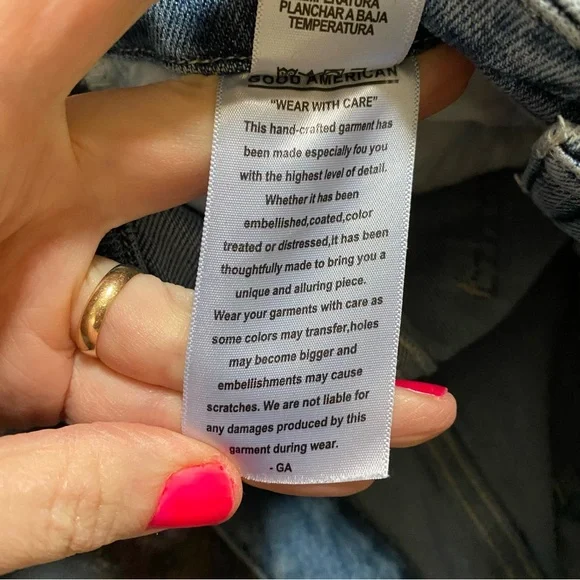 TEMPERATURA
PLANCHAR A BAJA
TEMPERATURA
GOOD AMERICAN
"WEAR WITH CARE"
This hand-crafted garment has
been made especially fou you
with the highest level of detail.
Whether it has been
embellished,coated,color
treated or distressed,it has been
thoughtfully made to bring you a
unique and alluring piece.
Wear your garments with care as
some colors may transfer,holes
may become bigger and
embellishments may cause
scratches. We are not liable for
any damages produced by this
garment during wear.
- GA